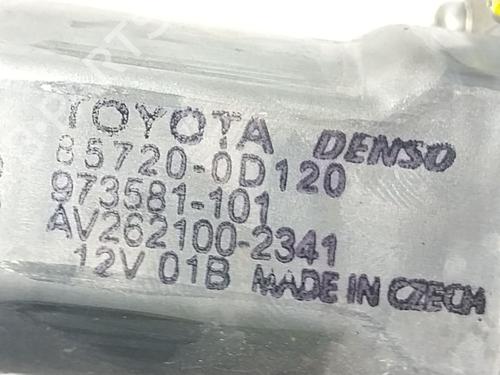 TOYOTA DENSO
85720-0D120
973581-101
AV262100-2341
12V 01B MADE IN CZECH